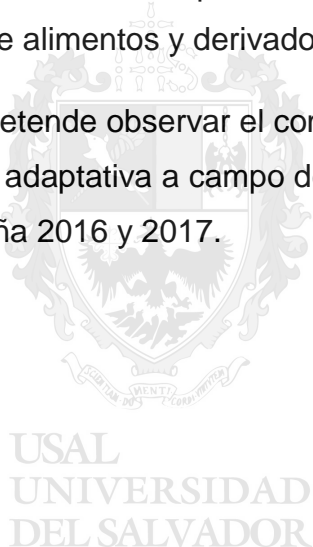 e alimentos y derivado
etende observar el cor
adaptativa a campo d
ña 2016 y 2017.
USAL
UNIVERSIDAD
DEL SALVADOR